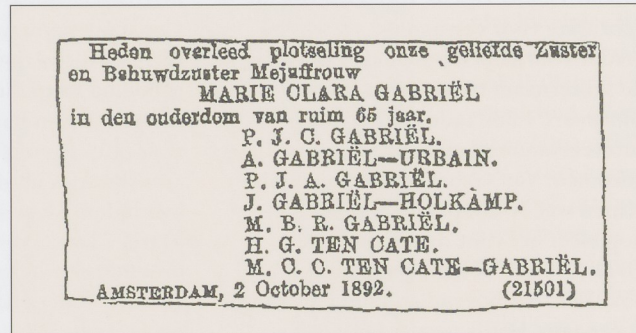 Heden overleed plotseling onze geliefde Zuster
en Behuwdzuster Mejuffrouw
MARIE CLARA GABRIËL
in den ouderdom van ruim 65 jaar.
P. J. C. GABRIËL.
A. GABRIËL—URBAIN.
P. J. A. GABRIËL.
J. GABRIËL—HOLKAMP.
M. B. R. GABRIËL.
H. G. TEN CATE.
M. C. C. TEN CATE—GABRIËL.
AMSTERDAM, 2 October 1892. (21501)